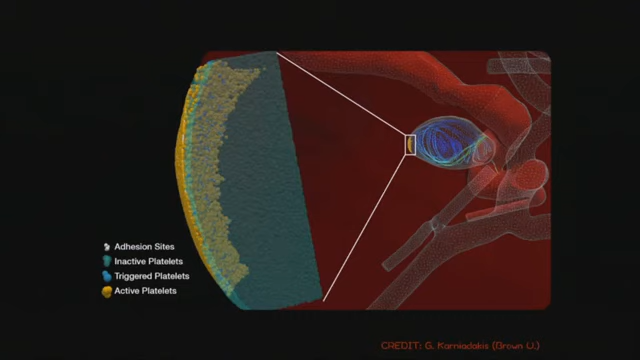 Adhesion Sites
Inactive Platelets
Triggered Platelets
Active Platelets
CREDIT: G. Karniadakis (Brown U.)